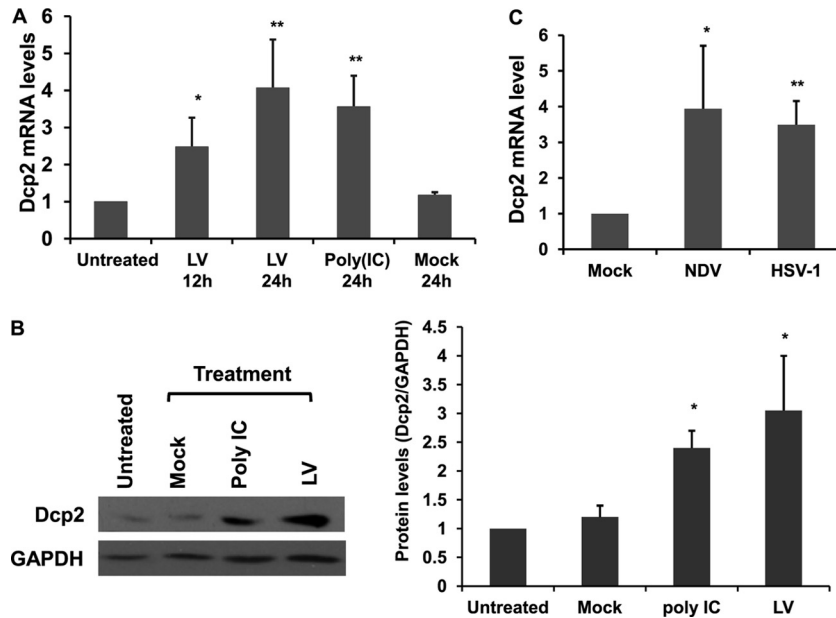 A
Dcp2 mRNA levels
6
5
4
3
2
1
0
*
**
**
Untreated
LV
12h
LV
24h
Poly(IC)
24h
Mock
24h
C
Dcp2 mRNA level
6
5
4
3
2
1
0
*
**
Mock
NDV
HSV-1
B
Treatment
Untreated
Mock
Poly IC
LV
Dcp2
GAPDH
Protein levels (Dcp2/GAPDH)
4.5
4
3.5
3
2.5
2
1.5
1
0.5
0
*
*
Untreated
Mock
poly IC
LV